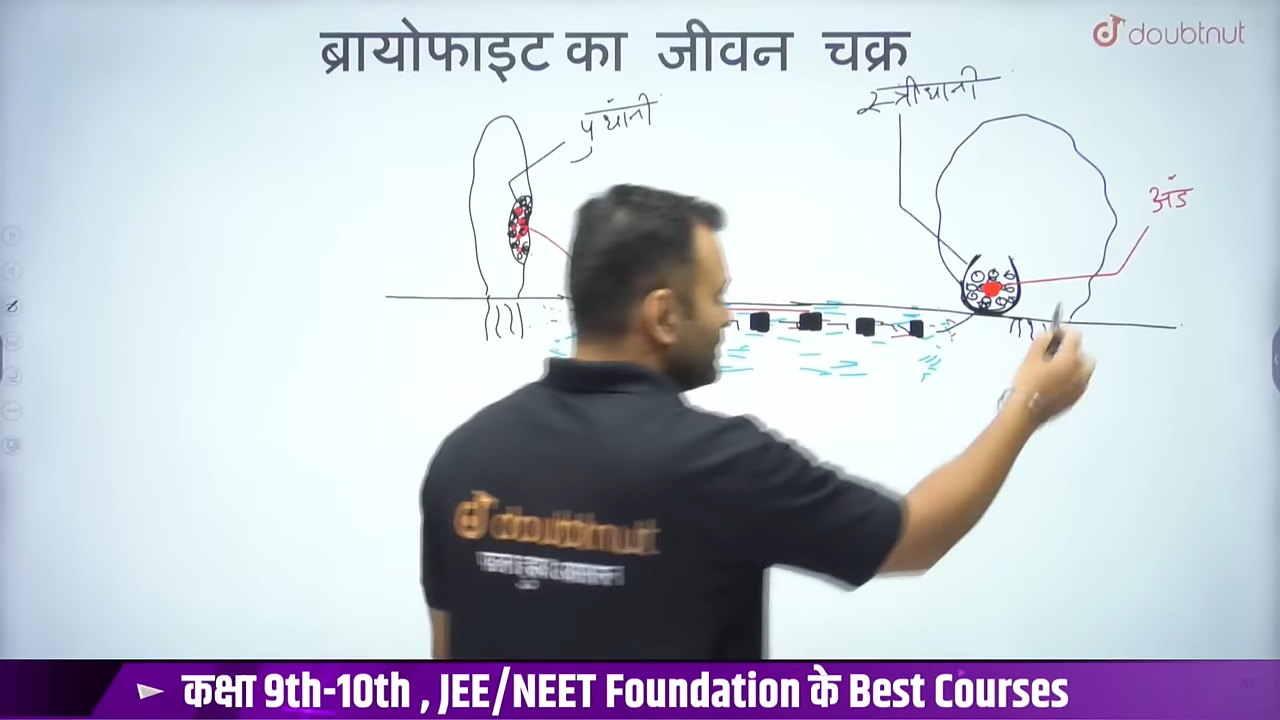 ब्रायोफाइट का जीवन चक्र
doubtnut
पुधांनी
स्त्रीधानी
अंड
doubtnut
कक्षा 9th-10th , JEE/NEET Foundation के Best Courses